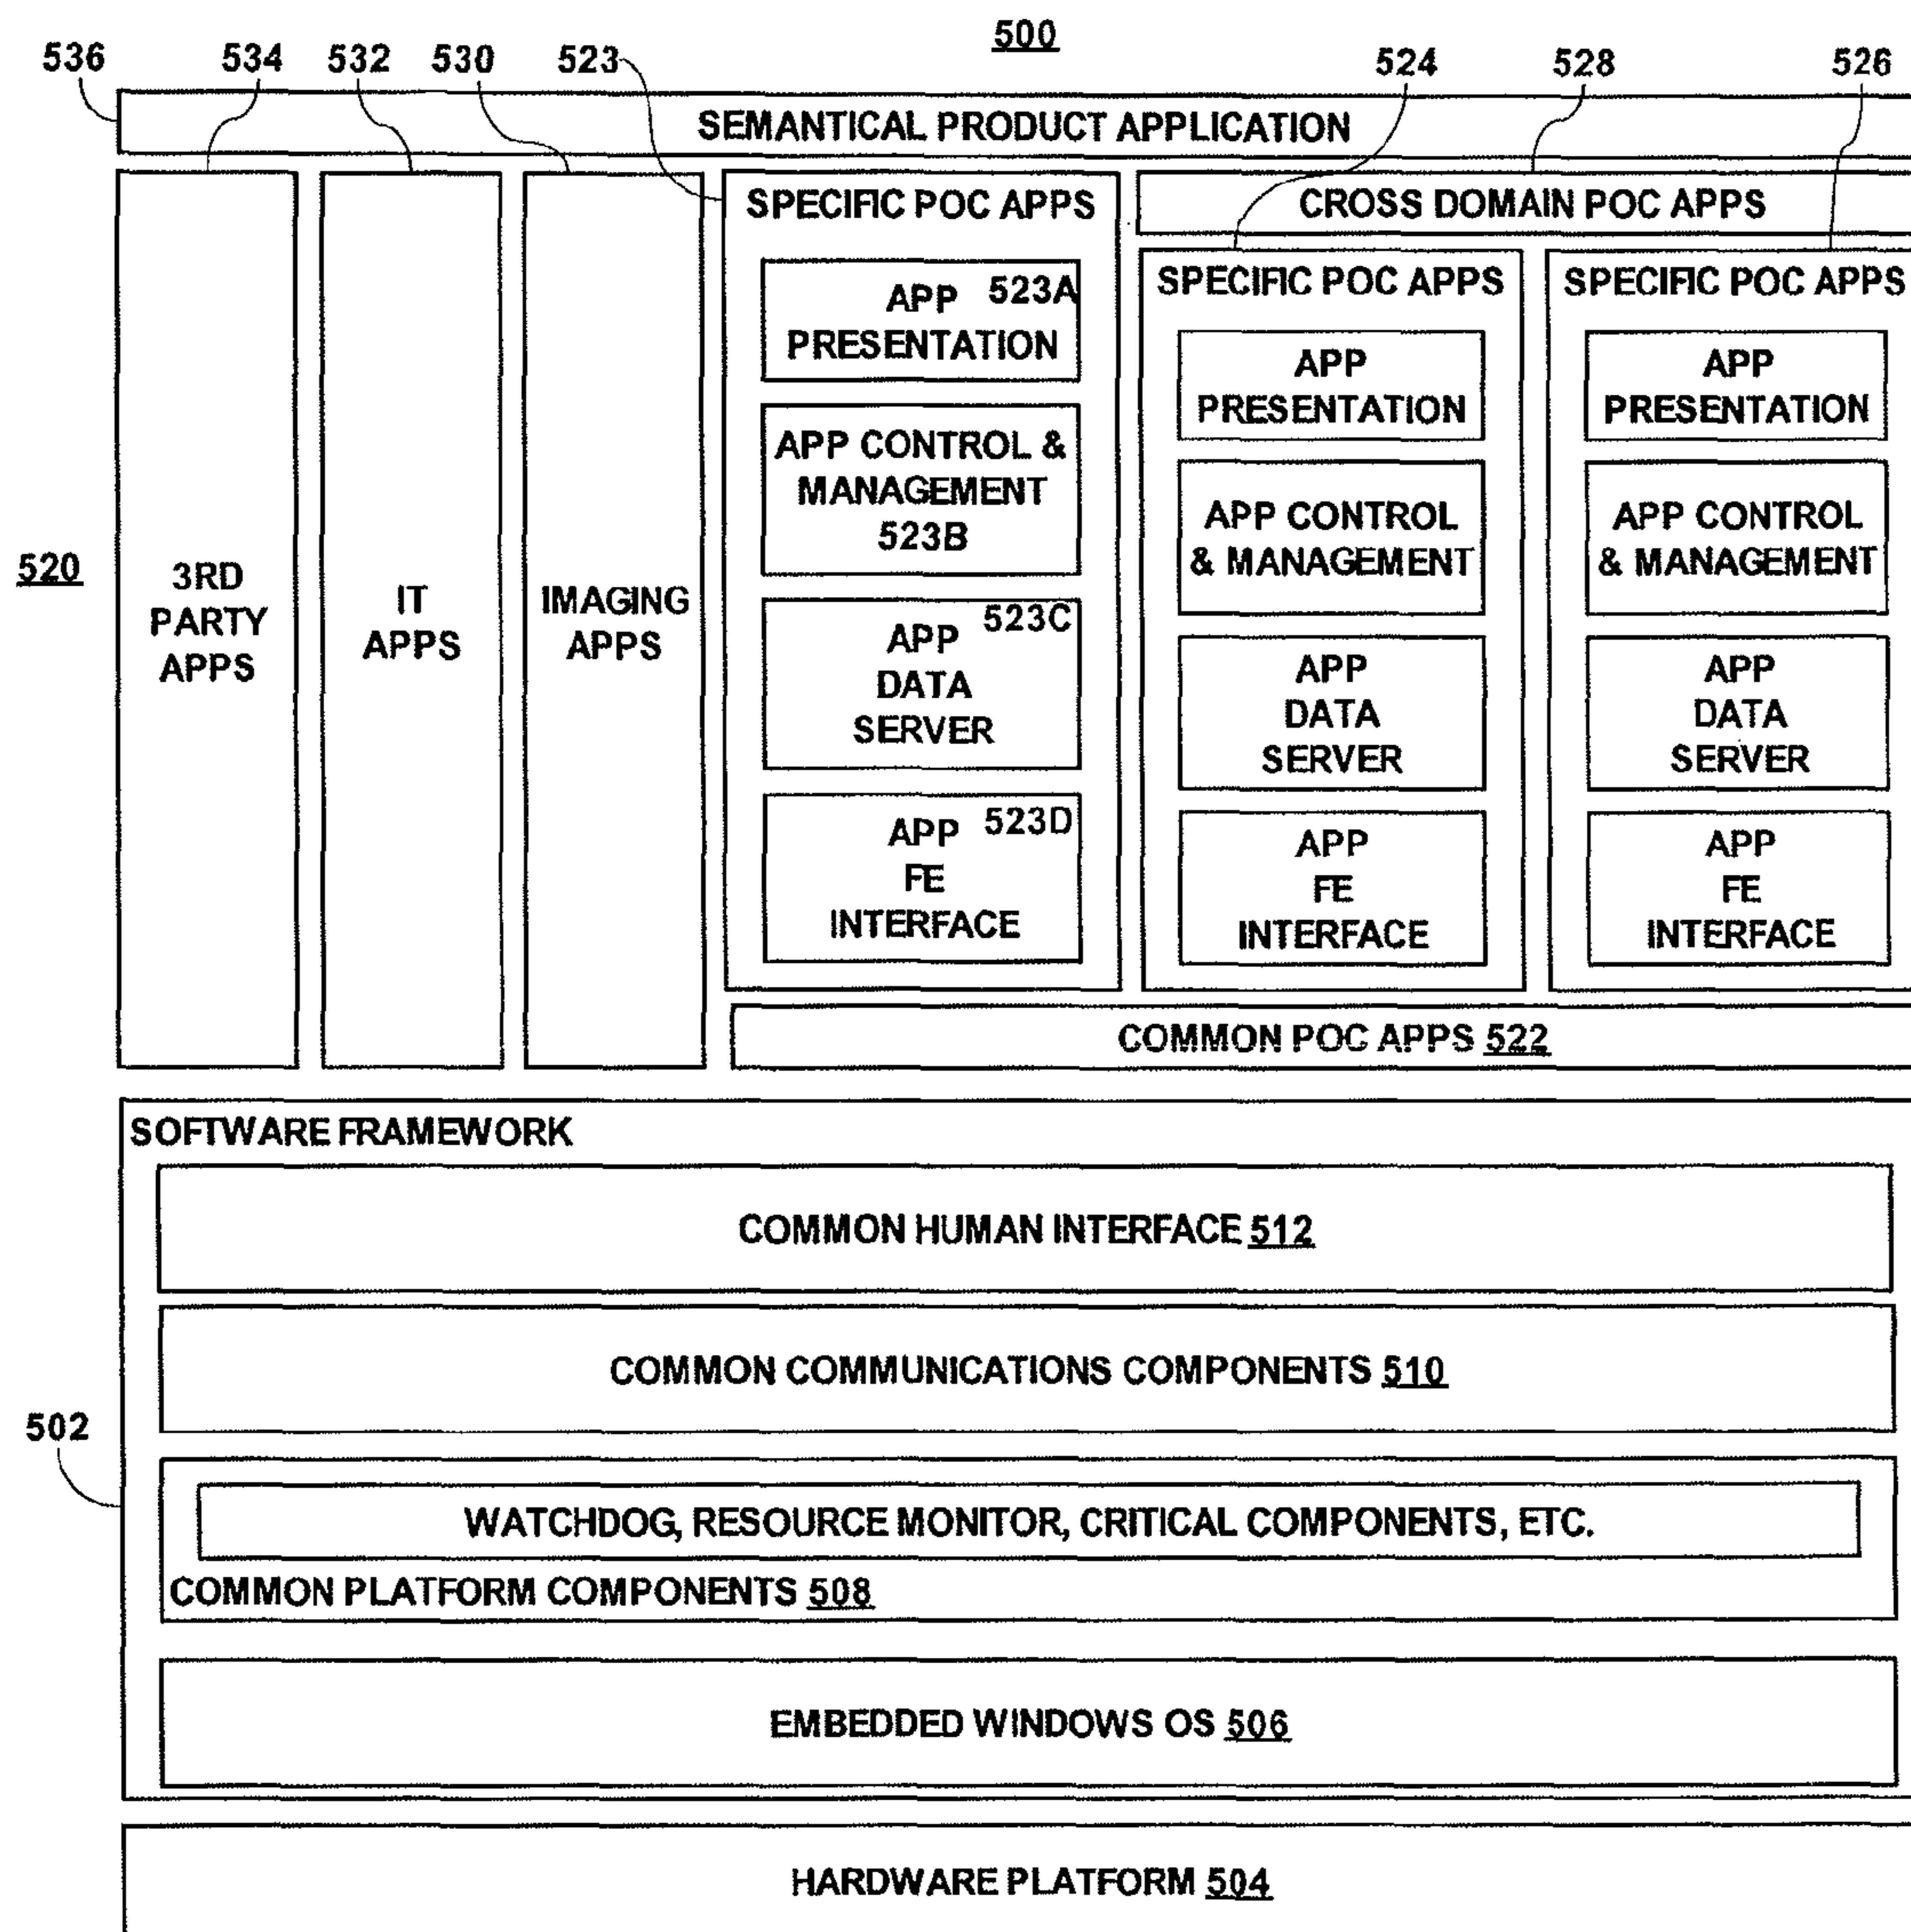 500
536
534
532
530
523
524
528
526
SEMANTICAL PRODUCT APPLICATION
520
3RD
PARTY
APPS
IT
APPS
IMAGING
APPS
SPECIFIC POC APPS
APP 523A
PRESENTATION
APP CONTROL &
MANAGEMENT
523B
APP 523C
DATA
SERVER
APP 523D
FE
INTERFACE
CROSS DOMAIN POC APPS
SPECIFIC POC APPS
APP
PRESENTATION
APP CONTROL
& MANAGEMENT
APP
DATA
SERVER
APP
FE
INTERFACE
SPECIFIC POC APPS
APP
PRESENTATION
APP CONTROL
& MANAGEMENT
APP
DATA
SERVER
APP
FE
INTERFACE
COMMON POC APPS 522
SOFTWARE FRAMEWORK
COMMON HUMAN INTERFACE 512
COMMON COMMUNICATIONS COMPONENTS 510
502
WATCHDOG, RESOURCE MONITOR, CRITICAL COMPONENTS, ETC.
COMMON PLATFORM COMPONENTS 508
EMBEDDED WINDOWS OS 506
HARDWARE PLATFORM 504